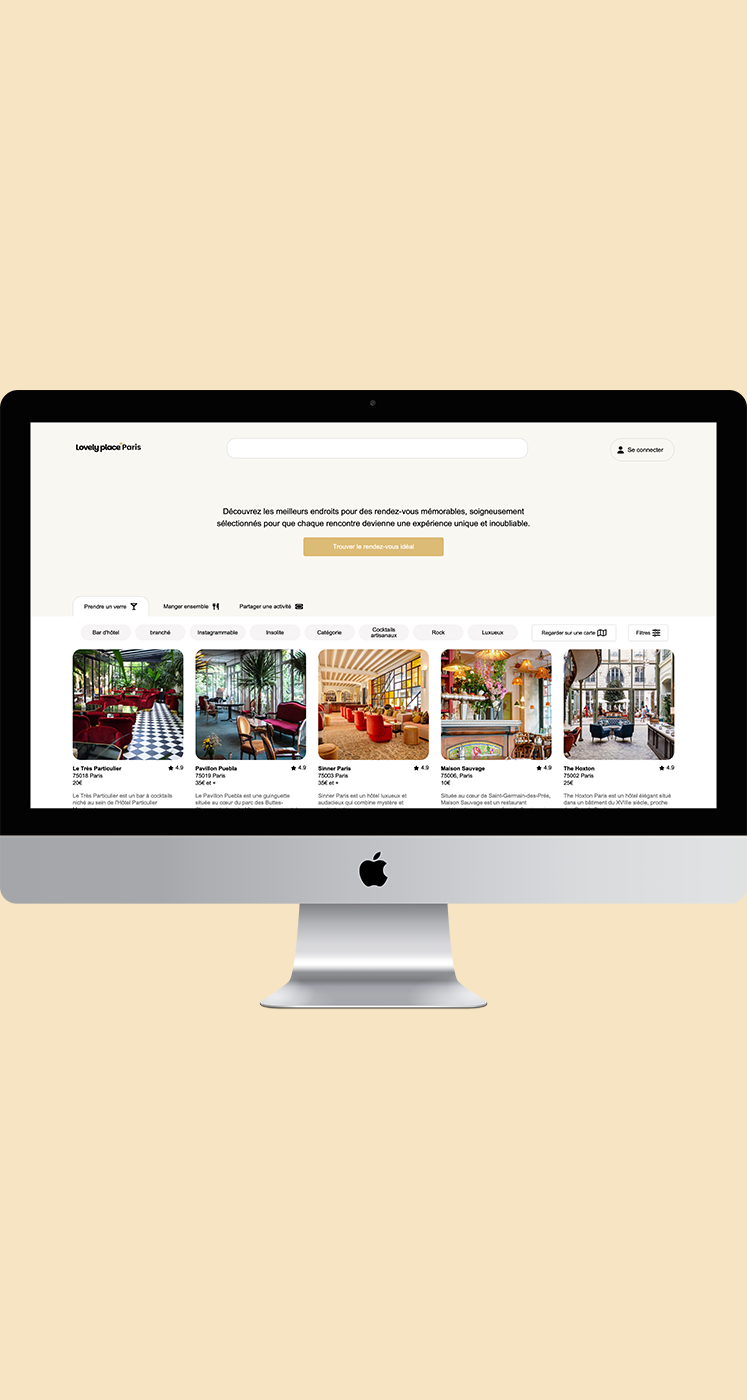 Lovely place Paris
Se connecter
Découvrez les meilleurs endroits pour des rendez-vous mémorables, soigneusement
sélectionnés pour que chaque rencontre devienne une expérience unique et inoubliable.
Trouver le rendez-vous idéal
Prendre un verre
Manger ensemble
Partager une activité
Bar d'hôtel
branché
Instagrammable
Insolite
Catégorie
Cocktails
artisanaux
Rock
Luxueux
Regarder sur une carte
Filtres
Le Très Particulier
4.9
75018 Paris
20€
Le Très Particulier est un bar à cocktails
niché au sein de l'Hôtel Particulier
Pavillon Puebla
4.9
75019 Paris
35€ et +
Le Pavillon Puebla est une guinguette
située au cœur du parc des Buttes-
Sinner Paris
4.9
75003 Paris
35€ et +
Sinner Paris est un hôtel luxueux et
audacieux qui combine mystère et
Maison Sauvage
4.9
75006, Paris
10€
Située au cœur de Saint-Germain-des-Prés,
Maison Sauvage est un restaurant
The Hoxton
4.9
75002 Paris
25€
The Hoxton Paris est un hôtel élégant situé
dans un bâtiment du XVIIIe siècle, proche